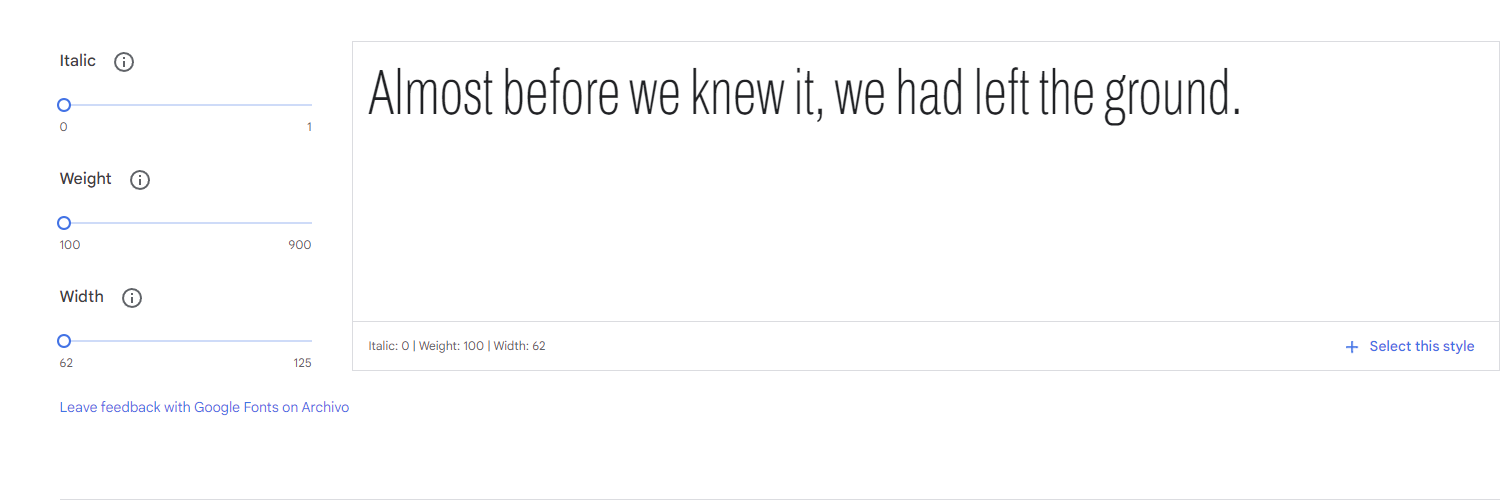 Italic
0 1
Weight
100 900
Width
62 125
Leave feedback with Google Fonts on Archivo
Almost before we knew it, we had left the ground.
Italic: 0 | Weight: 100 | Width: 62
+ Select this style